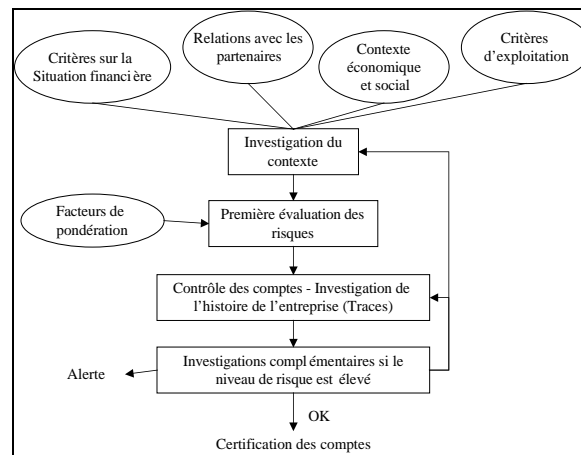 Critères sur la
Situation financière
Relations avec les
partenaires
Contexte
économique
et social
Critères
d'exploitation
Investigation du
contexte
Facteurs de
pondération
Première évaluation des
risques
Contrôle des comptes - Investigation de
l'histoire de l'entreprise (Traces)
Investigations complémentaires si le
niveau de risque est élevé
Alerte
OK
Certification des comptes